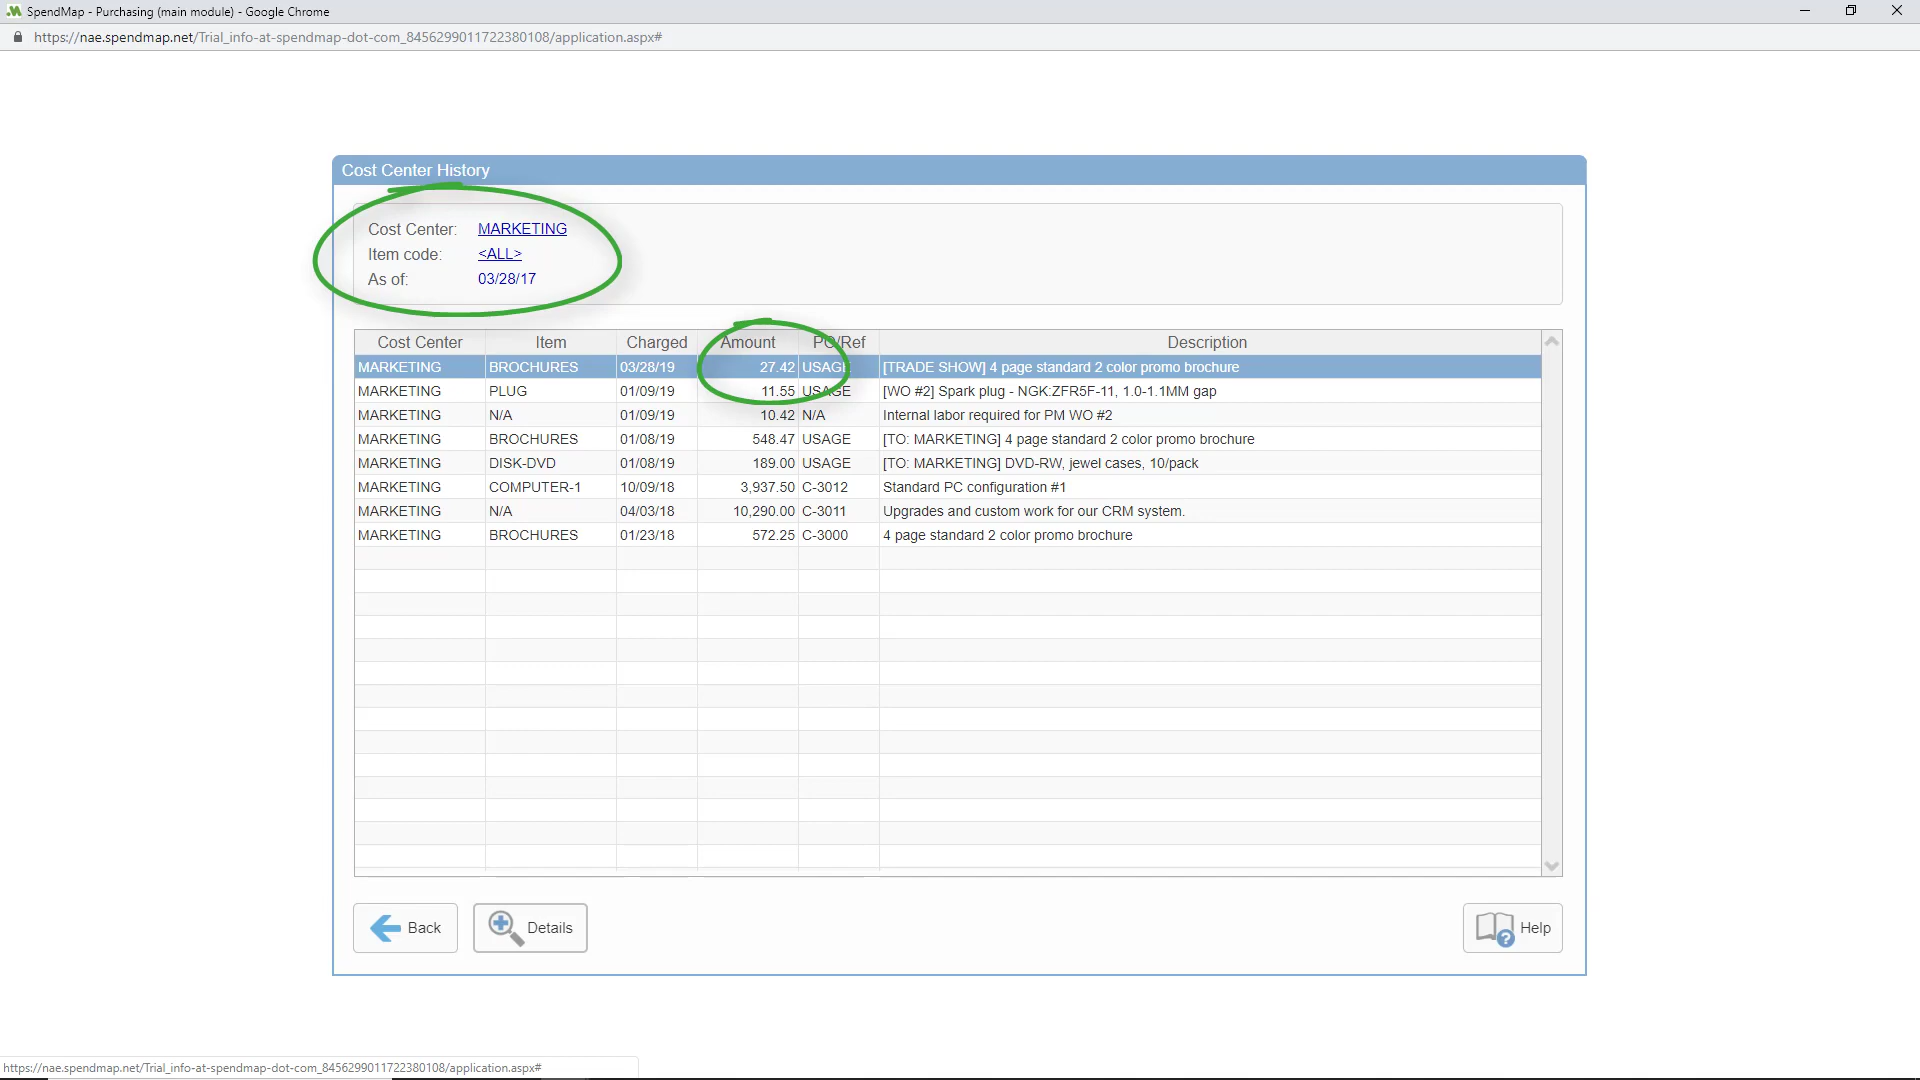 SpendMap - Purchasing (main module) - Google Chrome
https://nae.spendmap.net/Trial_info-at-spendmap-dot-com_8456299011722380108/application.aspx#
Cost Center History
Cost Center: MARKETING
Item code: <ALL>
As of: 03/28/17
Cost Center Item Charged Amount PO/Ref Description
MARKETING BROCHURES 03/28/19 27.42 USAGE [TRADE SHOW] 4 page standard 2 color promo brochure
MARKETING PLUG 01/09/19 11.55 USAGE [WO #2] Spark plug - NGK:ZFR5F-11, 1.0-1.1MM gap
MARKETING N/A 01/09/19 10.42 N/A Internal labor required for PM WO #2
MARKETING BROCHURES 01/08/19 548.47 USAGE [TO: MARKETING] 4 page standard 2 color promo brochure
MARKETING DISK-DVD 01/08/19 189.00 USAGE [TO: MARKETING] DVD-RW, jewel cases, 10/pack
MARKETING COMPUTER-1 10/09/18 3,937.50 C-3012 Standard PC configuration #1
MARKETING N/A 04/03/18 10,290.00 C-3011 Upgrades and custom work for our CRM system.
MARKETING BROCHURES 01/23/18 572.25 C-3000 4 page standard 2 color promo brochure
Back Details Help
https://nae.spendmap.net/Trial_info-at-spendmap-dot-com_8456299011722380108/application.aspx#